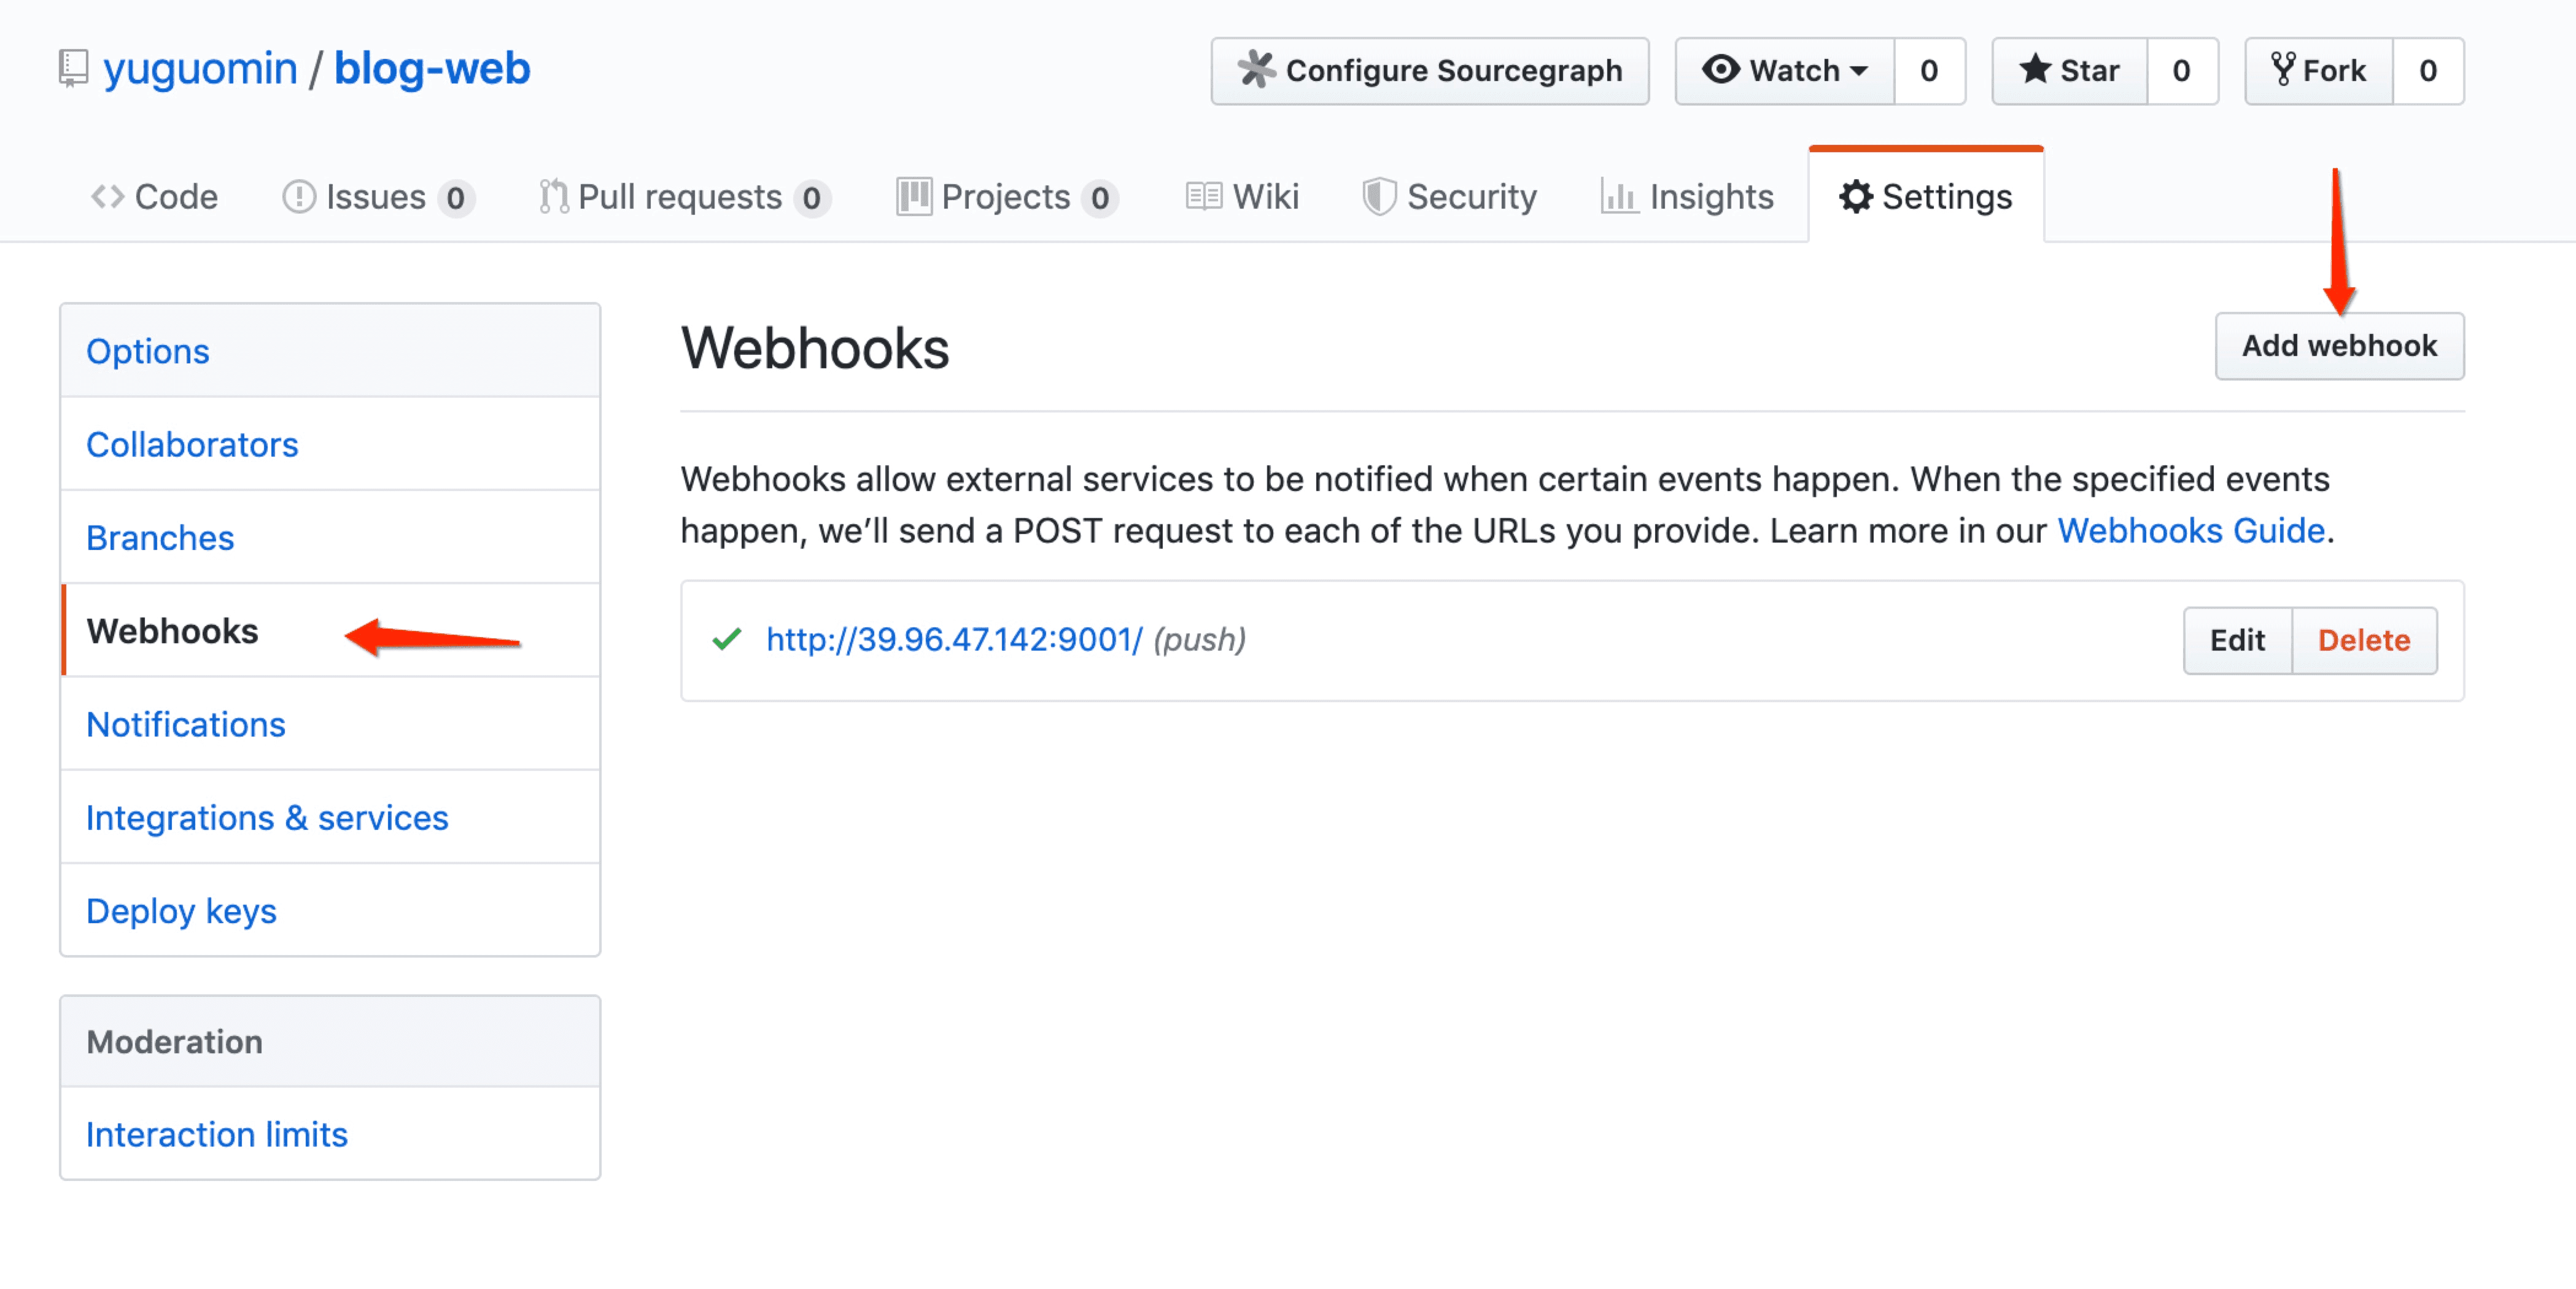 yuguomin / blog-web
Configure Sourcegraph
Watch 0
Star 0
Fork 0
Code
Issues 0
Pull requests 0
Projects 0
Wiki
Security
Insights
Settings
Options
Collaborators
Branches
Webhooks
Notifications
Integrations & services
Deploy keys
Moderation
Interaction limits
Webhooks
Add webhook
Webhooks allow external services to be notified when certain events happen. When the specified events
happen, we’ll send a POST request to each of the URLs you provide. Learn more in our Webhooks Guide.
http://39.96.47.142:9001/ (push)
Edit
Delete